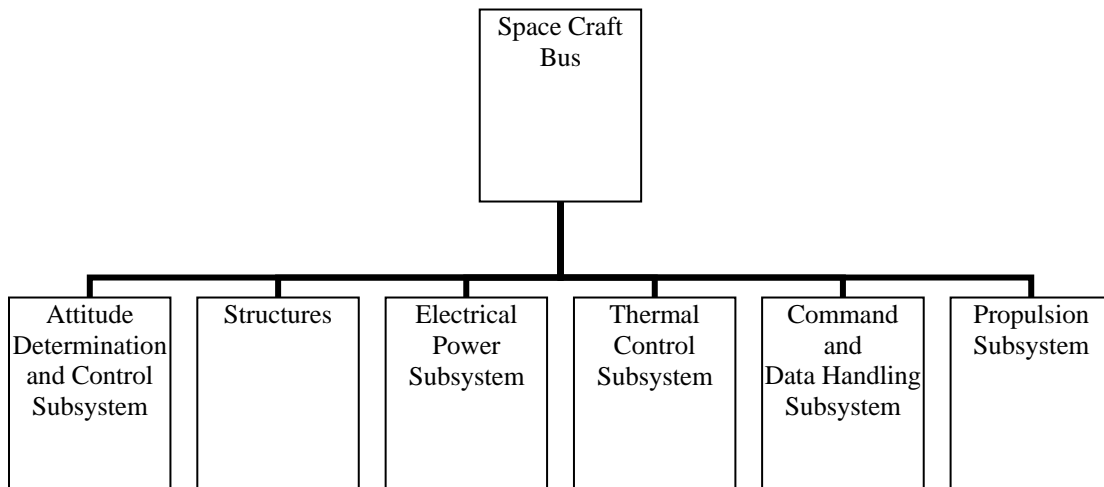 Space Craft
Bus
Attitude
Determination
and Control
Subsystem
Structures
Electrical
Power
Subsystem
Thermal
Control
Subsystem
Command
and
Data Handling
Subsystem
Propulsion
Subsystem